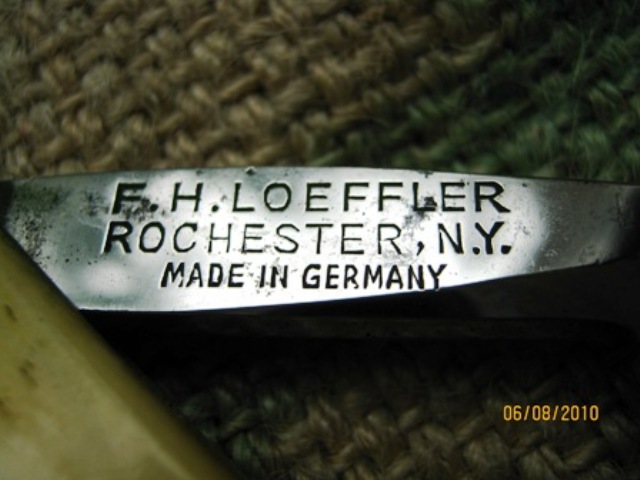 F.H.LOEFFLER
ROCHESTER, N.Y.
MADE IN GERMANY
06/08/2010